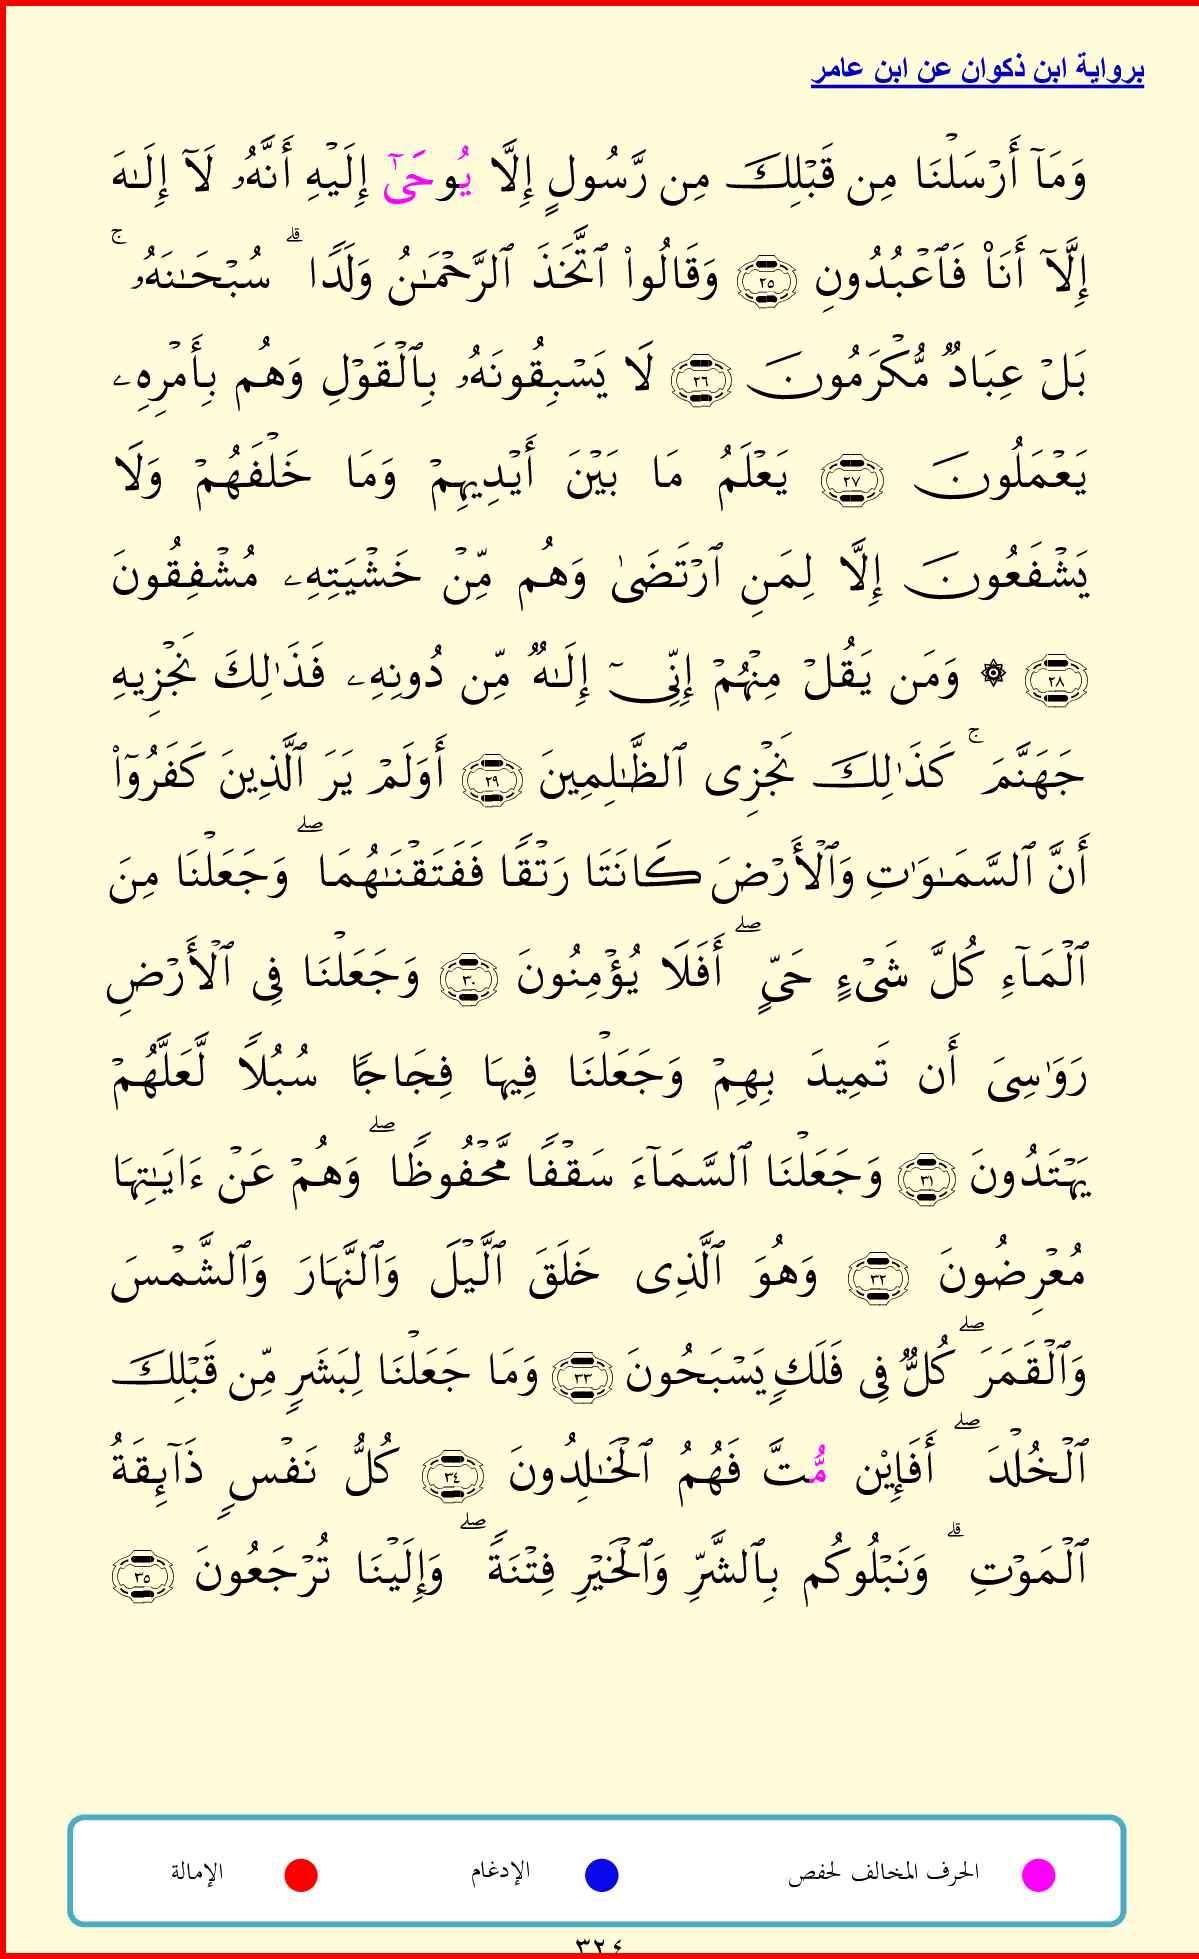 برواية ابن ذكوان عن ابن عامر
وَمَآ أَرْسَلْنَا مِن قَبْلِكَ مِن رَّسُولٍ إِلَّا يُوحَىٰٓ إِلَيْهِ أَنَّهُۥ لَآ إِلَـٰهَ
إِلَّآ أَنَا۠ فَٱعْبُدُونِ ٢٥ وَقَالُوا۟ ٱتَّخَذَ ٱلرَّحْمَـٰنُ وَلَدًا ۗ سُبْحَـٰنَهُۥ ۚ
بَلْ عِبَادٌ مُّكْرَمُونَ ٢٦ لَا يَسْبِقُونَهُۥ بِٱلْقَوْلِ وَهُم بِأَمْرِهِۦ
يَعْمَلُونَ ٢٧ يَعْلَمُ مَا بَيْنَ أَيْدِيهِمْ وَمَا خَلْفَهُمْ وَلَا
يَشْفَعُونَ إِلَّا لِمَنِ ٱرْتَضَىٰ وَهُم مِّنْ خَشْيَتِهِۦ مُشْفِقُونَ
٢٨ ۞ وَمَن يَقُلْ مِنْهُمْ إِنِّىٓ إِلَـٰهٌ مِّن دُونِهِۦ فَذَٰلِكَ نَجْزِيهِ
جَهَنَّمَ ۚ كَذَٰلِكَ نَجْزِى ٱلظَّـٰلِمِينَ ٢٩ أَوَلَمْ يَرَ ٱلَّذِينَ كَفَرُوٓا۟
أَنَّ ٱلسَّمَـٰوَٰتِ وَٱلْأَرْضَ كَانَتَا رَتْقًا فَفَتَقْنَـٰهُمَا ۖ وَجَعَلْنَا مِنَ
ٱلْمَآءِ كُلَّ شَىْءٍ حَىٍّ ۖ أَفَلَا يُؤْمِنُونَ ٣٠ وَجَعَلْنَا فِى ٱلْأَرْضِ
رَوَٰسِىَ أَن تَمِيدَ بِهِمْ وَجَعَلْنَا فِيهَا فِجَاجًا سُبُلًا لَّعَلَّهُمْ
يَهْتَدُونَ ٣١ وَجَعَلْنَا ٱلسَّمَآءَ سَقْفًا مَّحْفُوظًا ۖ وَهُمْ عَنْ ءَايَـٰتِهَا
مُعْرِضُونَ ٣٢ وَهُوَ ٱلَّذِى خَلَقَ ٱلَّيْلَ وَٱلنَّهَارَ وَٱلشَّمْسَ
وَٱلْقَمَرَ ۖ كُلٌّ فِى فَلَكٍ يَسْبَحُونَ ٣٣ وَمَا جَعَلْنَا لِبَشَرٍ مِّن قَبْلِكَ
ٱلْخُلْدَ ۖ أَفَإِي۟ن مُّتَّ فَهُمُ ٱلْخَـٰلِدُونَ ٣٤ كُلُّ نَفْسٍ ذَآئِقَةُ
ٱلْمَوْتِ ۗ وَنَبْلُوكُم بِٱلشَّرِّ وَٱلْخَيْرِ فِتْنَةً ۖ وَإِلَيْنَا تُرْجَعُونَ ٣٥
الحرف المخالف لحفص الإدغام الإمالة
٣٢٤